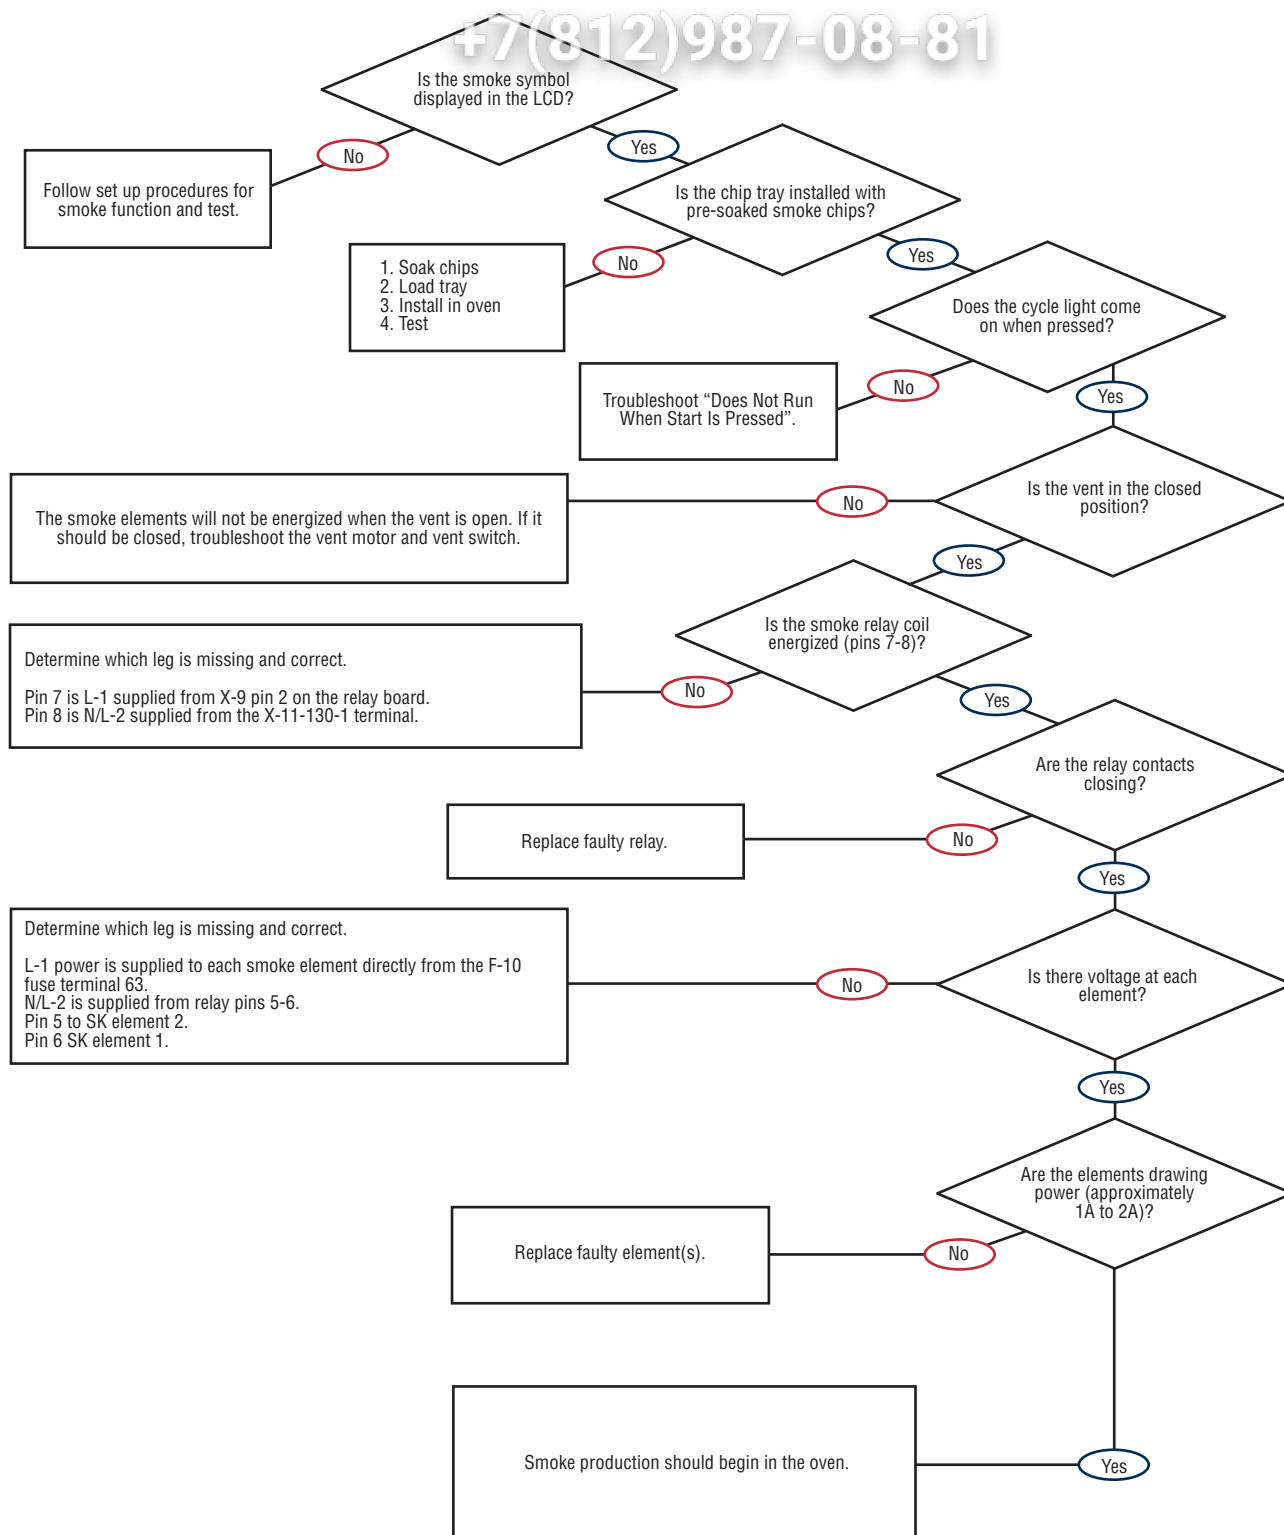 +7(812)987-08-81
Is the smoke symbol
displayed in the LCD?
No
Yes
Follow set up procedures for
smoke function and test.
Is the chip tray installed with
pre-soaked smoke chips?
No
Yes
1. Soak chips
2. Load tray
3. Install in oven
4. Test
Does the cycle light come
on when pressed?
No
Yes
Troubleshoot “Does Not Run
When Start Is Pressed”.
Is the vent in the closed
position?
No
Yes
The smoke elements will not be energized when the vent is open. If it
should be closed, troubleshoot the vent motor and vent switch.
Is the smoke relay coil
energized (pins 7-8)?
No
Yes
Determine which leg is missing and correct.
Pin 7 is L-1 supplied from X-9 pin 2 on the relay board.
Pin 8 is N/L-2 supplied from the X-11-130-1 terminal.
Are the relay contacts
closing?
No
Yes
Replace faulty relay.
Is there voltage at each
element?
No
Yes
Determine which leg is missing and correct.
L-1 power is supplied to each smoke element directly from the F-10
fuse terminal 63.
N/L-2 is supplied from relay pins 5-6.
Pin 5 to SK element 2.
Pin 6 SK element 1.
Are the elements drawing
power (approximately
1A to 2A)?
No
Yes
Replace faulty element(s).
Smoke production should begin in the oven.